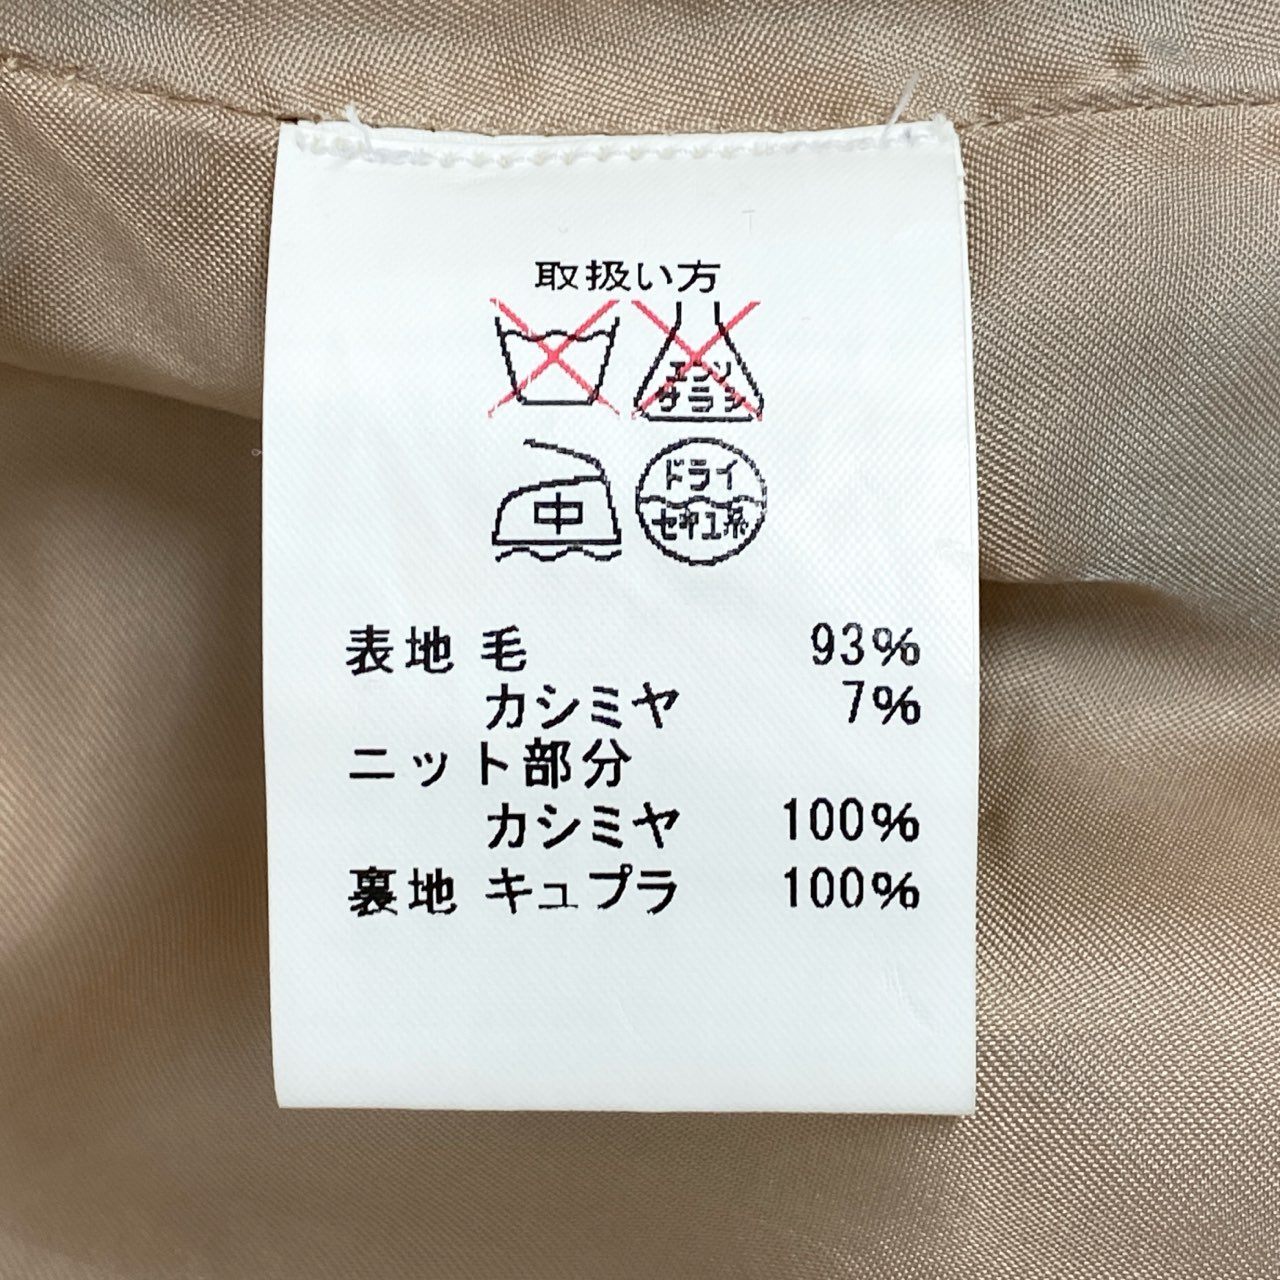 取扱い方
エンソ
サラシ
中
ドライ
セキユ系
表地 毛 93%
カシミヤ 7%
ニット部分
カシミヤ 100%
裏地 キュプラ 100%